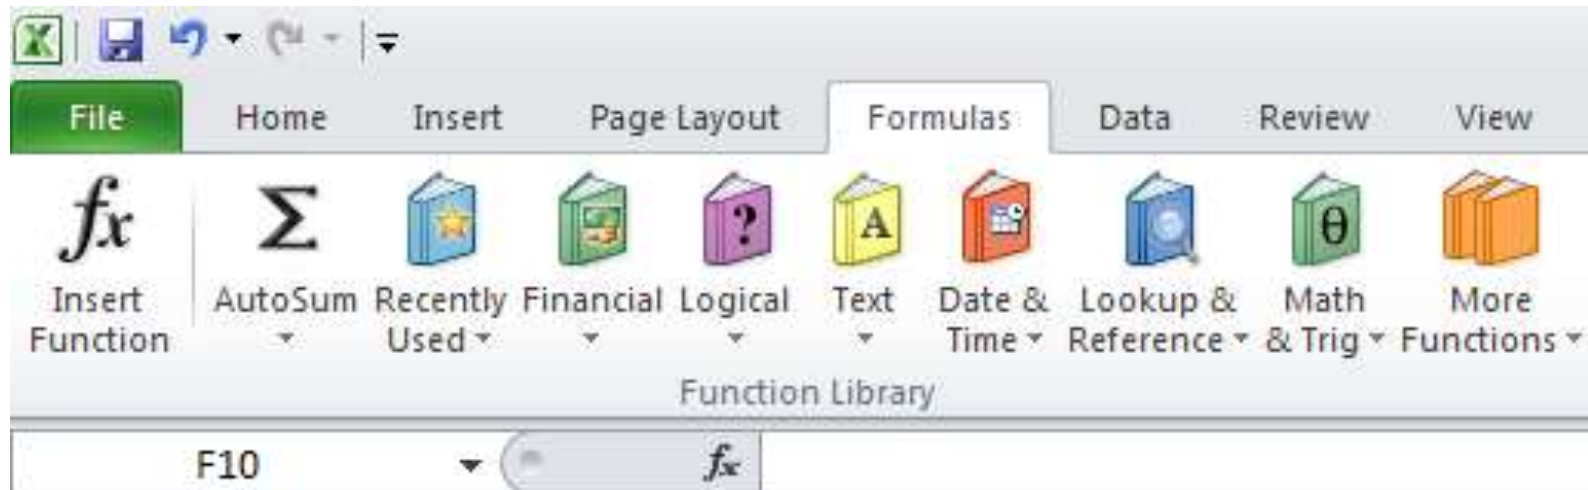 File Home Insert Page Layout Formulas Data Review View
fx Σ ? A θ
Insert AutoSum Recently Financial Logical Text Date & Lookup & Math More
Function Used Time Reference & Trig Functions
Function Library
F10 fx